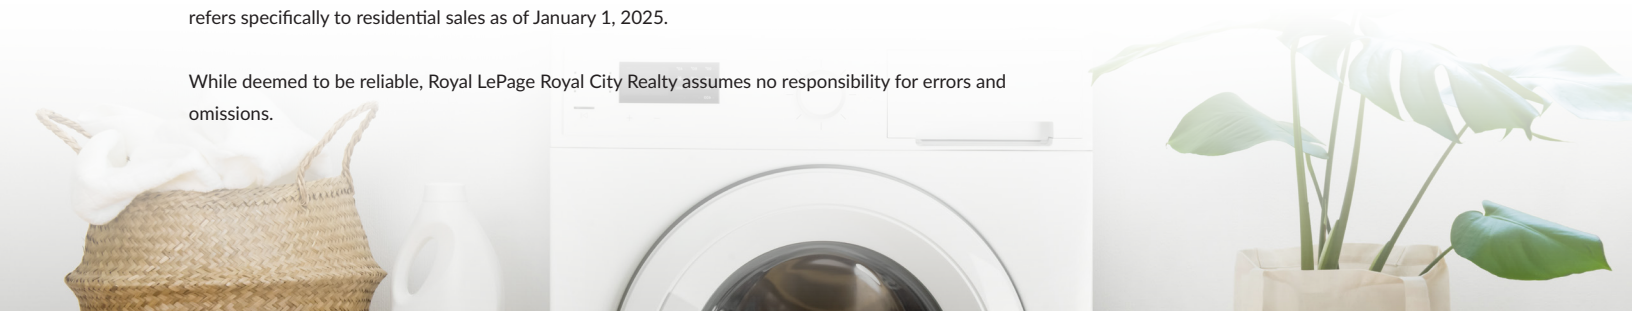 refers specifically to residential sales as of January 1, 2025.
While deemed to be reliable, Royal LePage Royal City Realty assumes no responsibility for errors and
omissions.